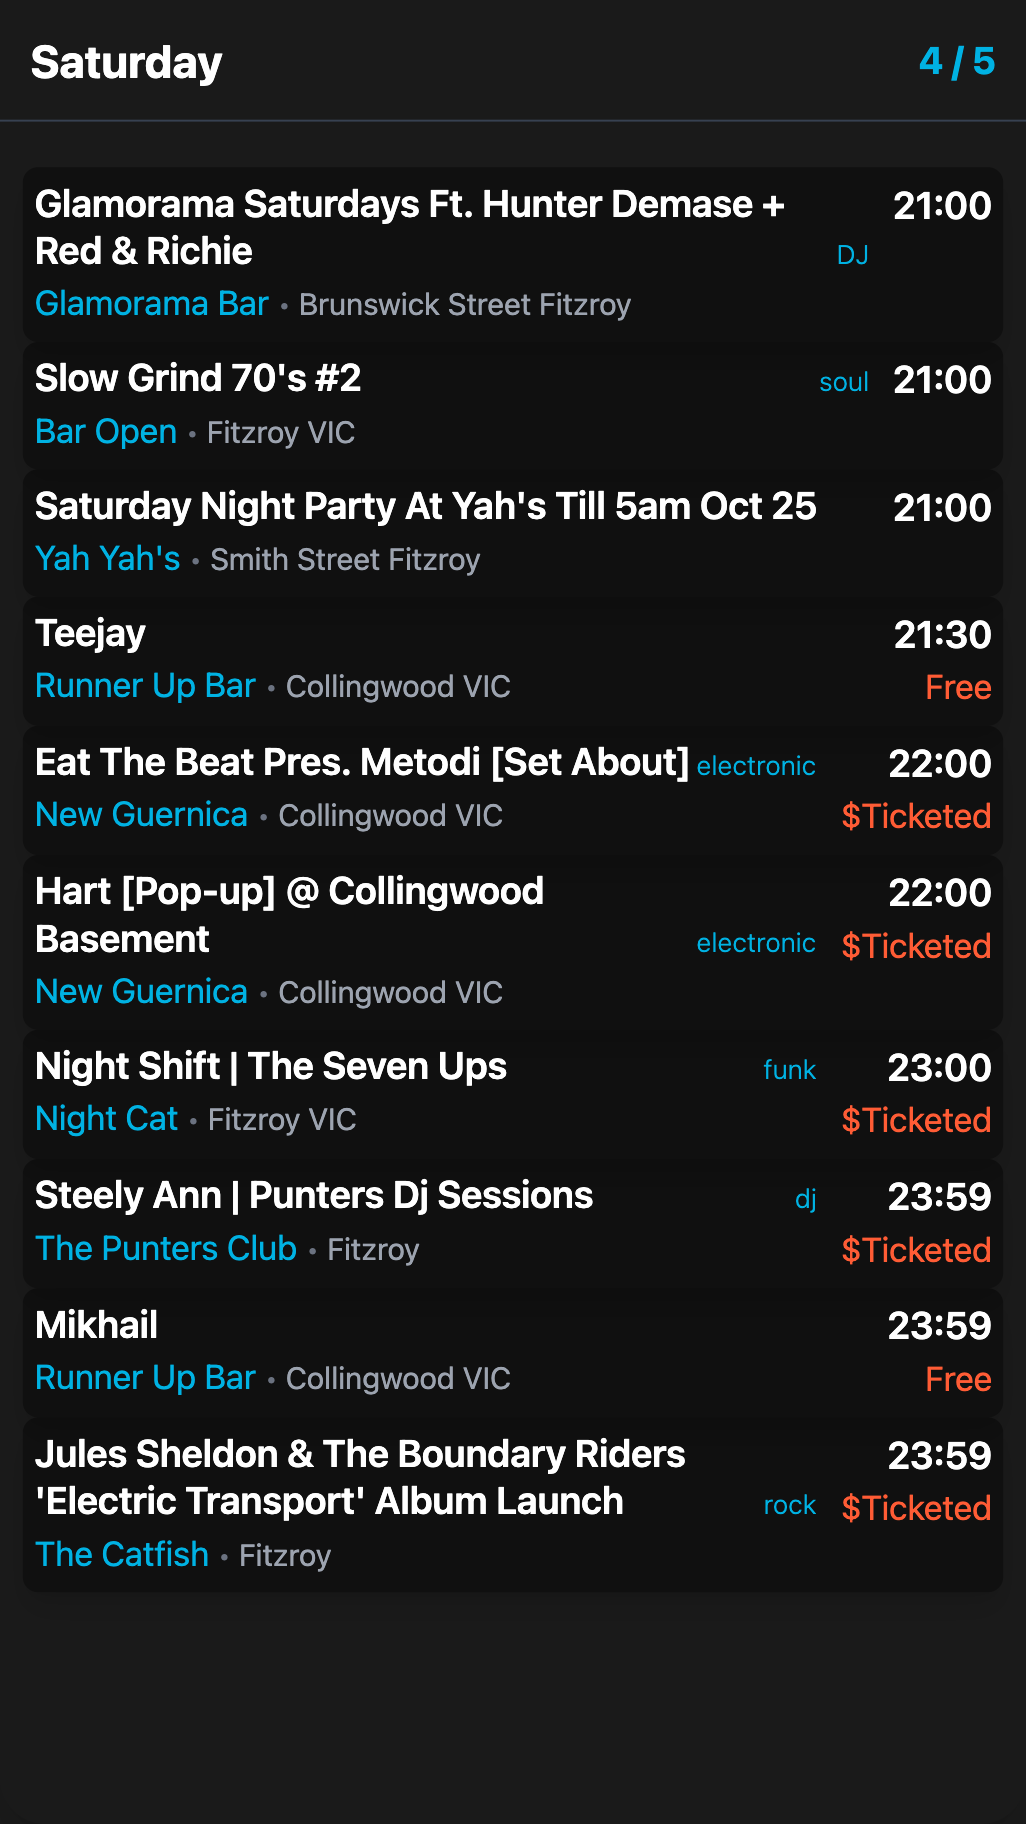 Saturday 4 / 5
Glamorama Saturdays Ft. Hunter Demase + 21:00
Red & Richie DJ
Glamorama Bar • Brunswick Street Fitzroy
Slow Grind 70's #2 soul 21:00
Bar Open • Fitzroy VIC
Saturday Night Party At Yah's Till 5am Oct 25 21:00
Yah Yah's • Smith Street Fitzroy
Teejay 21:30
Runner Up Bar • Collingwood VIC Free
Eat The Beat Pres. Metodi [Set About] electronic 22:00
New Guernica • Collingwood VIC $Ticketed
Hart [Pop-up] @ Collingwood 22:00
Basement electronic $Ticketed
New Guernica • Collingwood VIC
Night Shift | The Seven Ups funk 23:00
Night Cat • Fitzroy VIC $Ticketed
Steely Ann | Punters Dj Sessions dj 23:59
The Punters Club • Fitzroy $Ticketed
Mikhail 23:59
Runner Up Bar • Collingwood VIC Free
Jules Sheldon & The Boundary Riders 23:59
'Electric Transport' Album Launch rock $Ticketed
The Catfish • Fitzroy